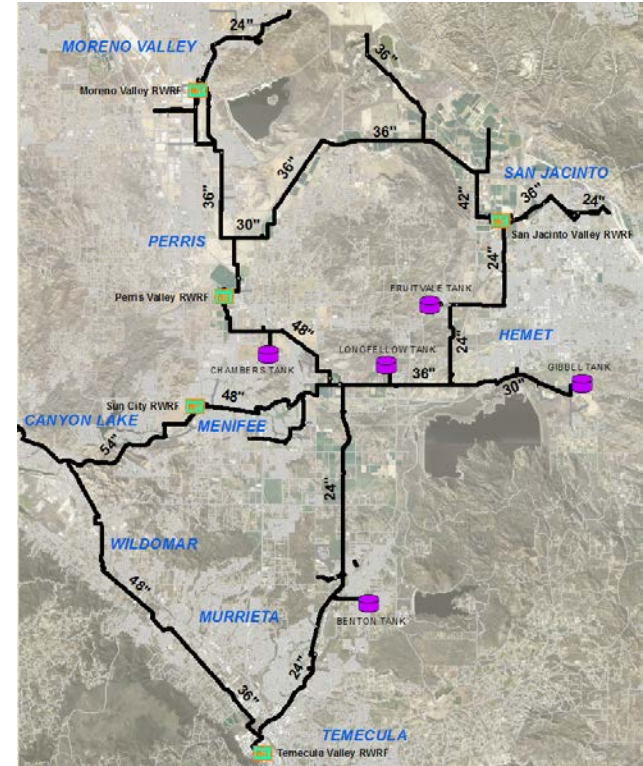 24"
MORENO VALLEY
36"
Moreno Valley RWRF
36"
36"
SAN JACINTO
36"
36"
42"
24"
30"
PERRIS
San Jacinto Valley RWRF
24"
FRUITVALE TANK
Perris Valley RWRF
48"
24"
HEMET
LONGFELLOW TANK
CHAMBERS TANK
GIBBEL TANK
36"
30"
48"
Sun City RWRF
CANYON LAKE
MENIFEE
54"
24"
WILDOMAR
48"
MURRIETA
BENTON TANK
24"
36"
TEMECULA
Temecula Valley RWRF